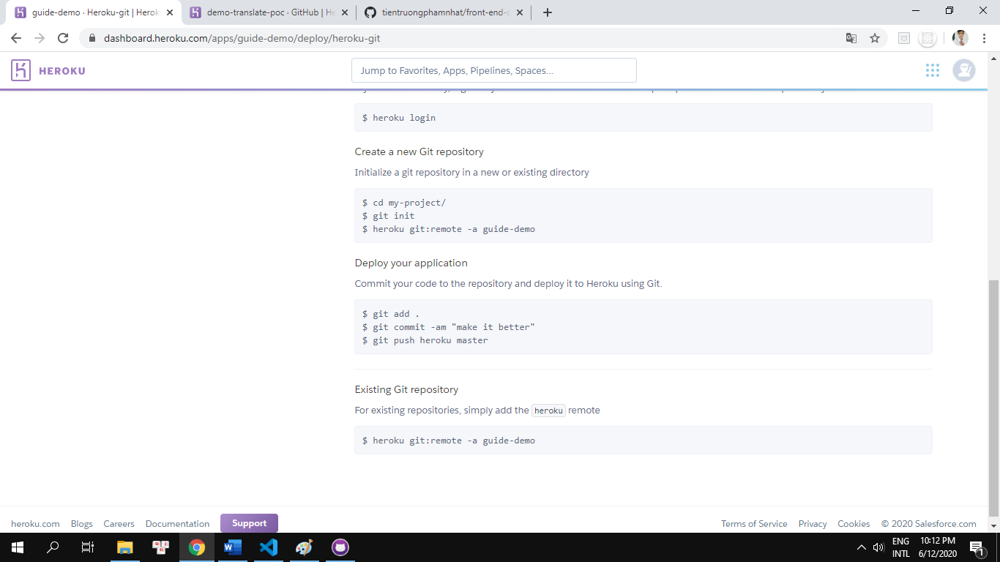 guide-demo · Heroku-git | Herok
demo-translate-poc · GitHub | He
tientruongphamnhat/front-end-c
dashboard.heroku.com/apps/guide-demo/deploy/heroku-git
HEROKU
Jump to Favorites, Apps, Pipelines, Spaces...
$ heroku login
Create a new Git repository
Initialize a git repository in a new or existing directory
$ cd my-project/
$ git init
$ heroku git:remote -a guide-demo
Deploy your application
Commit your code to the repository and deploy it to Heroku using Git.
$ git add .
$ git commit -am "make it better"
$ git push heroku master
Existing Git repository
For existing repositories, simply add the heroku remote
$ heroku git:remote -a guide-demo
heroku.com Blogs Careers Documentation Support
Terms of Service Privacy Cookies © 2020 Salesforce.com
ENG
INTL
10:12 PM
6/12/2020
1